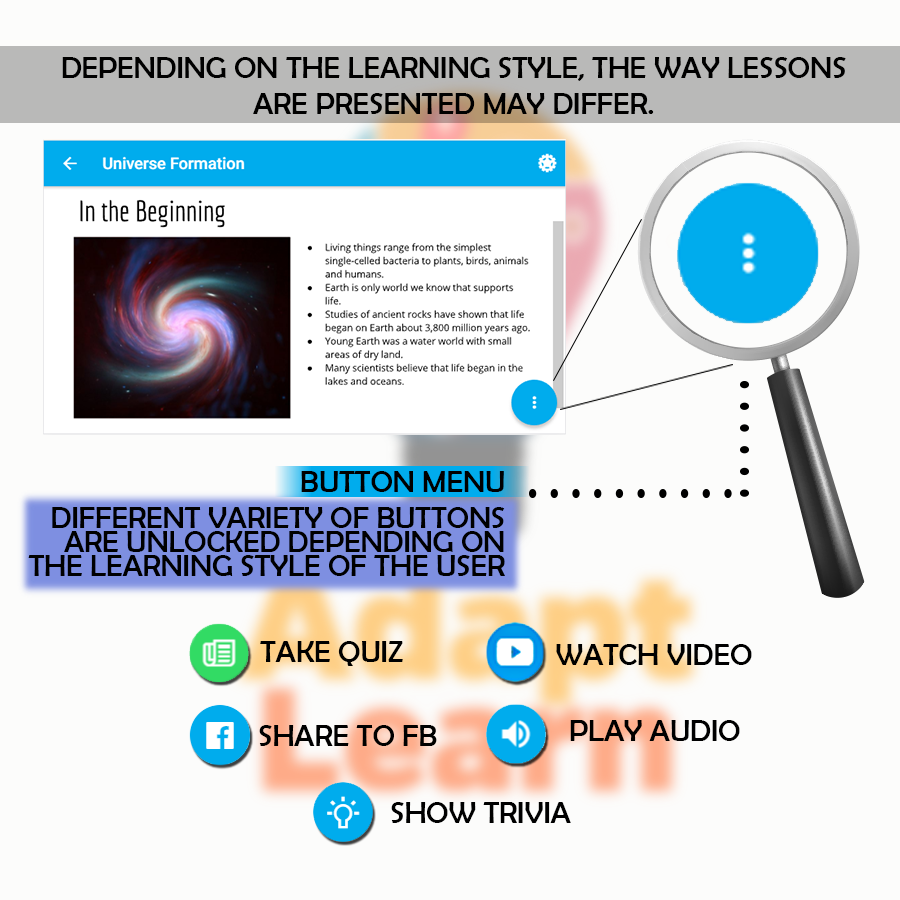 DEPENDING ON THE LEARNING STYLE, THE WAY LESSONS
ARE PRESENTED MAY DIFFER.
Universe Formation
In the Beginning
• Living things range from the simplest
single-celled bacteria to plants, birds, animals
and humans.
• Earth is only world we know that supports
life.
• Studies of ancient rocks have shown that life
began on Earth about 3,800 million years ago.
• Young Earth was a water world with small
areas of dry land.
• Many scientists believe that life began in the
lakes and oceans.
BUTTON MENU
DIFFERENT VARIETY OF BUTTONS
ARE UNLOCKED DEPENDING ON
THE LEARNING STYLE OF THE USER
Adapt
Learn
TAKE QUIZ
WATCH VIDEO
SHARE TO FB
PLAY AUDIO
SHOW TRIVIA